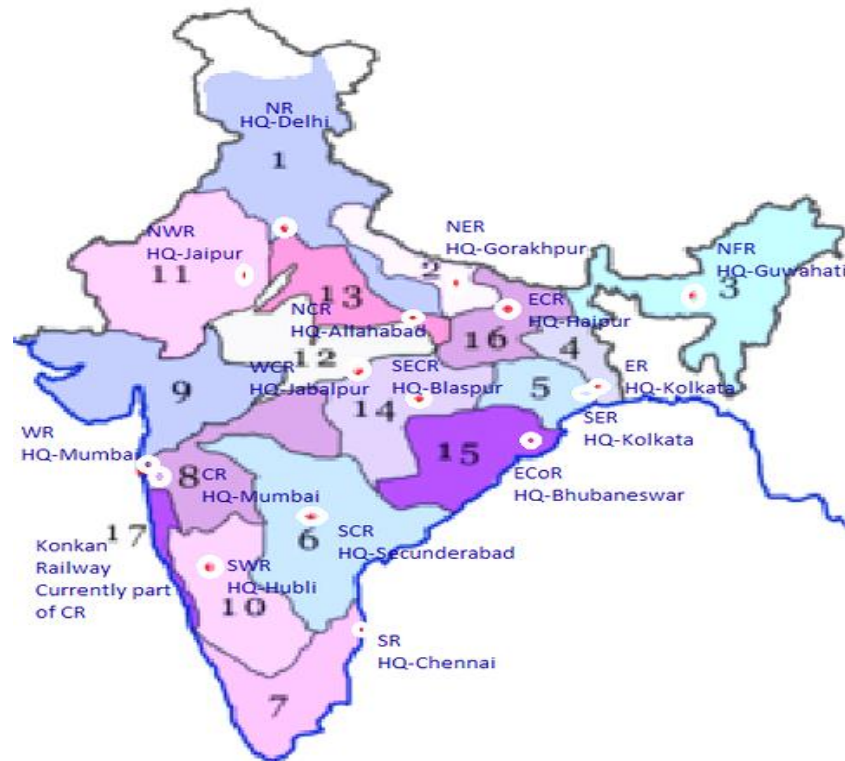 NR
HQ-Delhi
1
NWR
HQ-Jaipur
11
NER
HQ-Gorakhpur
2
NFR
HQ-Guwahati
3
13
NCR
HQ-Allahabad
ECR
HQ-Haipur
16
4
12
WCR
HQ-Jabalpur
SECR
HQ-Blaspur
14
5
ER
HQ-Kolkata
9
SER
HQ-Kolkata
WR
HQ-Mumbai
8
CR
HQ-Mumbai
15
ECoR
HQ-Bhubaneswar
17
Konkan
Railway
Currently part
of CR
6
SCR
HQ-Secunderabad
SWR
HQ-Hubli
10
SR
HQ-Chennai
7